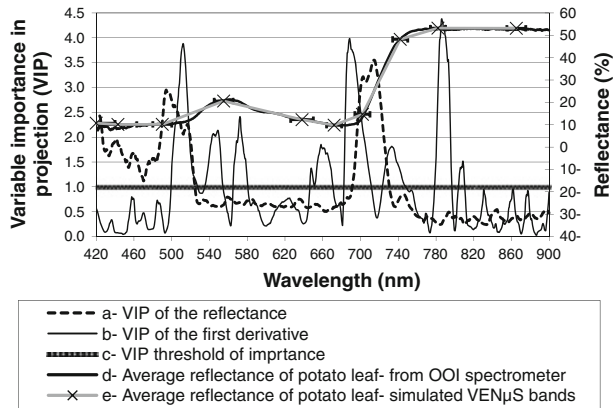 4.5
4.0
3.5
3.0
2.5
2.0
1.5
1.0
0.5
0.0
Variable importance in
projection (VIP)
60
50
40
30
20
10
0-
10-
20-
30-
40-
Reflectance (%)
420 460 500 540 580 620 660 700 740 780 820 860 900
Wavelength (nm)
a- VIP of the reflectance
b- VIP of the first derivative
c- VIP threshold of imprtance
d- Average reflectance of potato leaf- from OOI spectrometer
e- Average reflectance of potato leaf- simulated VENµS bands